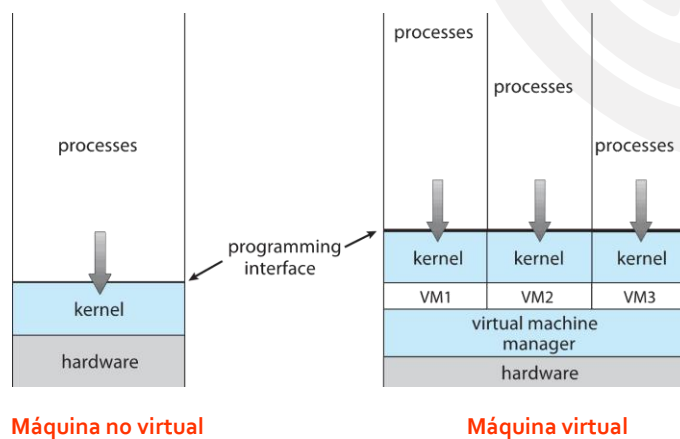 processes
kernel
hardware
programming
interface
processes
processes
processes
kernel
kernel
kernel
VM1
VM2
VM3
virtual machine
manager
hardware
Máquina no virtual
Máquina virtual